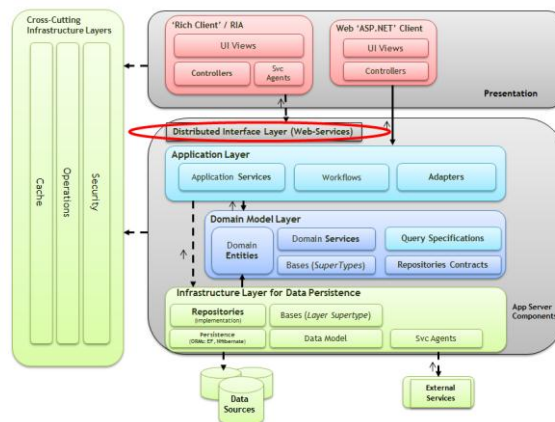 Cross-Cutting
Infrastructure Layers
Cache
Operations
Security
‘Rich Client’ / RIA
UI Views
Controllers
Svc
Agents
Web ‘ASP.NET’ Client
UI Views
Controllers
Presentation
Distributed Interface Layer (Web-Services)
Application Layer
Application Services
Workflows
Adapters
Domain Model Layer
Domain
Entities
Domain Services
Query Specifications
Bases (SuperTypes)
Repositories Contracts
Infrastructure Layer for Data Persistence
Repositories
(implementation)
Bases (Layer Supertype)
Persistence
(ORMs: EF, NHibernate)
Data Model
Svc Agents
App Server
Components
Data
Sources
External
Services